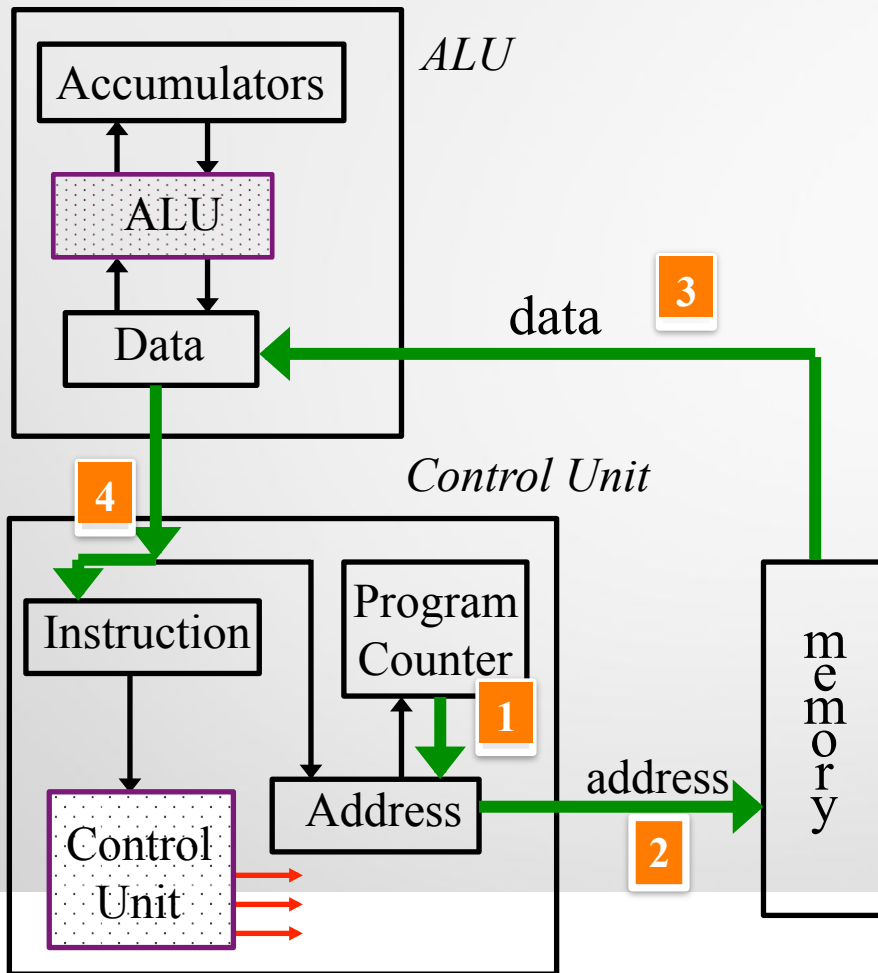 ALU
Accumulators
ALU
Data
data
3
4
Control Unit
Instruction
Program
Counter
1
Address
address
2
Control
Unit
memory